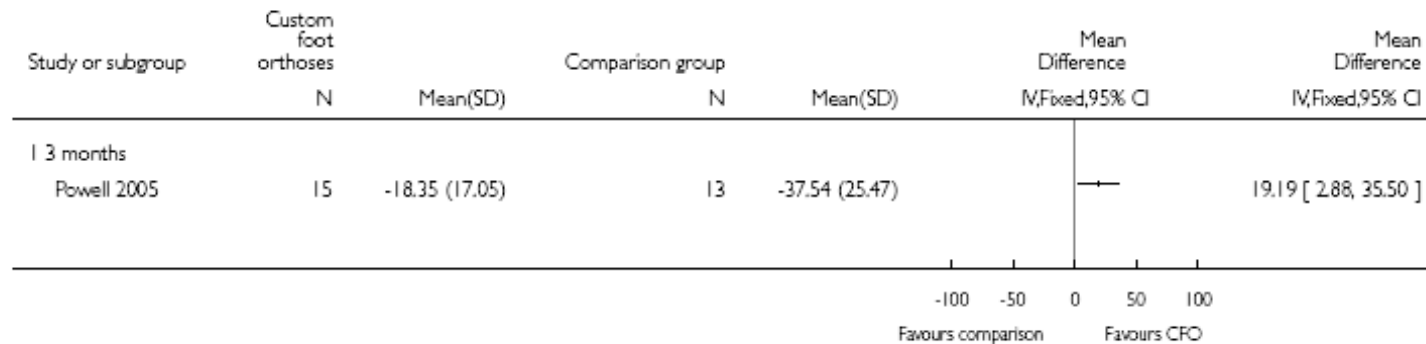 Custom
foot
orthoses
Study or subgroup
Comparison group
Mean
Difference
Mean
Difference
N Mean(SD) N Mean(SD) IV,Fixed,95% CI IV,Fixed,95% CI
1 3 months
Powell 2005 15 -18.35 (17.05) 13 -37.54 (25.47) 19.19 [ 2.88, 35.50 ]
-100 -50 0 50 100
Favours comparison Favours CFO